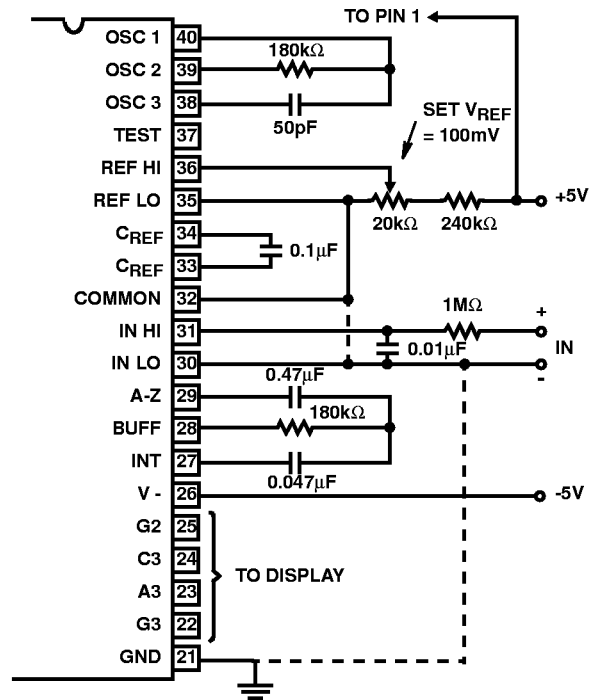 TO PIN 1
OSC 1 40
180kΩ
OSC 2 39
OSC 3 38
50pF
SET VREF
= 100mV
TEST 37
REF HI 36
REF LO 35
20kΩ
240kΩ
+5V
CREF 34
0.1µF
CREF 33
COMMON 32
1MΩ
+
IN HI 31
0.01µF
IN
IN LO 30
-
0.47µF
A-Z 29
180kΩ
BUFF 28
INT 27
0.047µF
V - 26
-5V
G2 25
C3 24
TO DISPLAY
A3 23
G3 22
GND 21